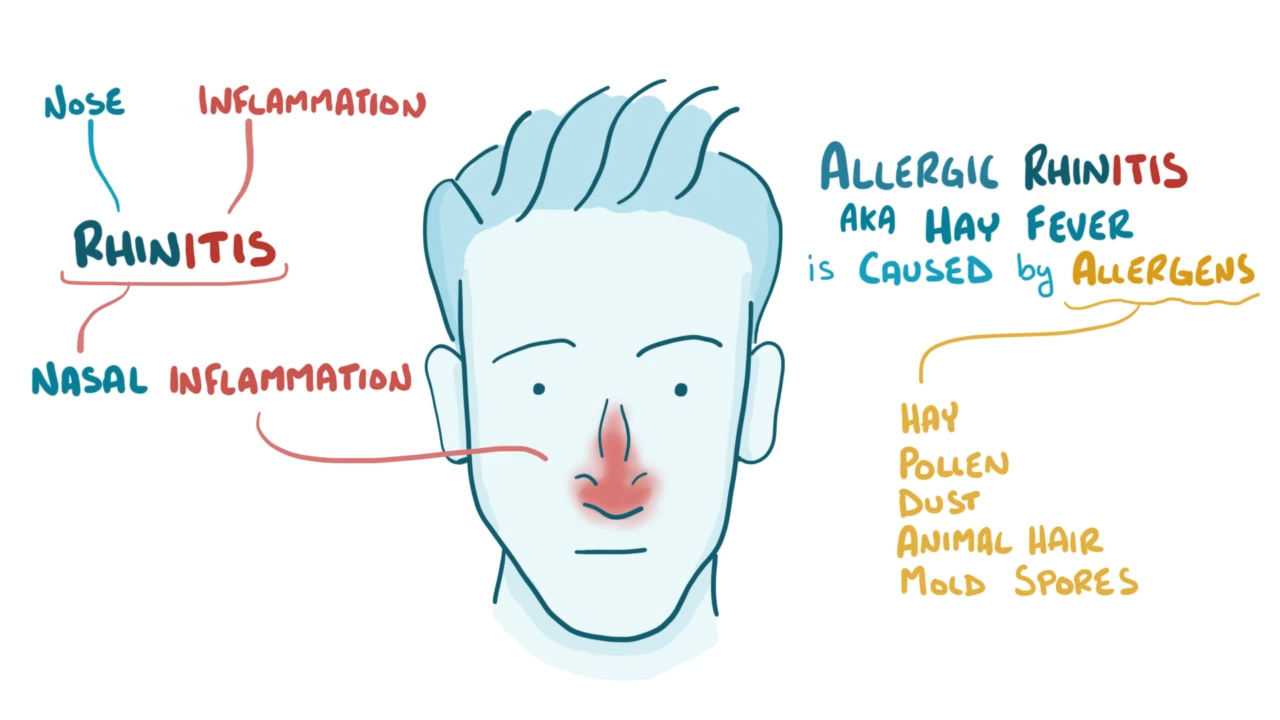 NOSE
INFLAMMATION
RHINITIS
NASAL INFLAMMATION
ALLERGIC RHINITIS
AKA HAY FEVER
is CAUSED by ALLERGENS
HAY
POLLEN
DUST
ANIMAL HAIR
MOLD SPORES